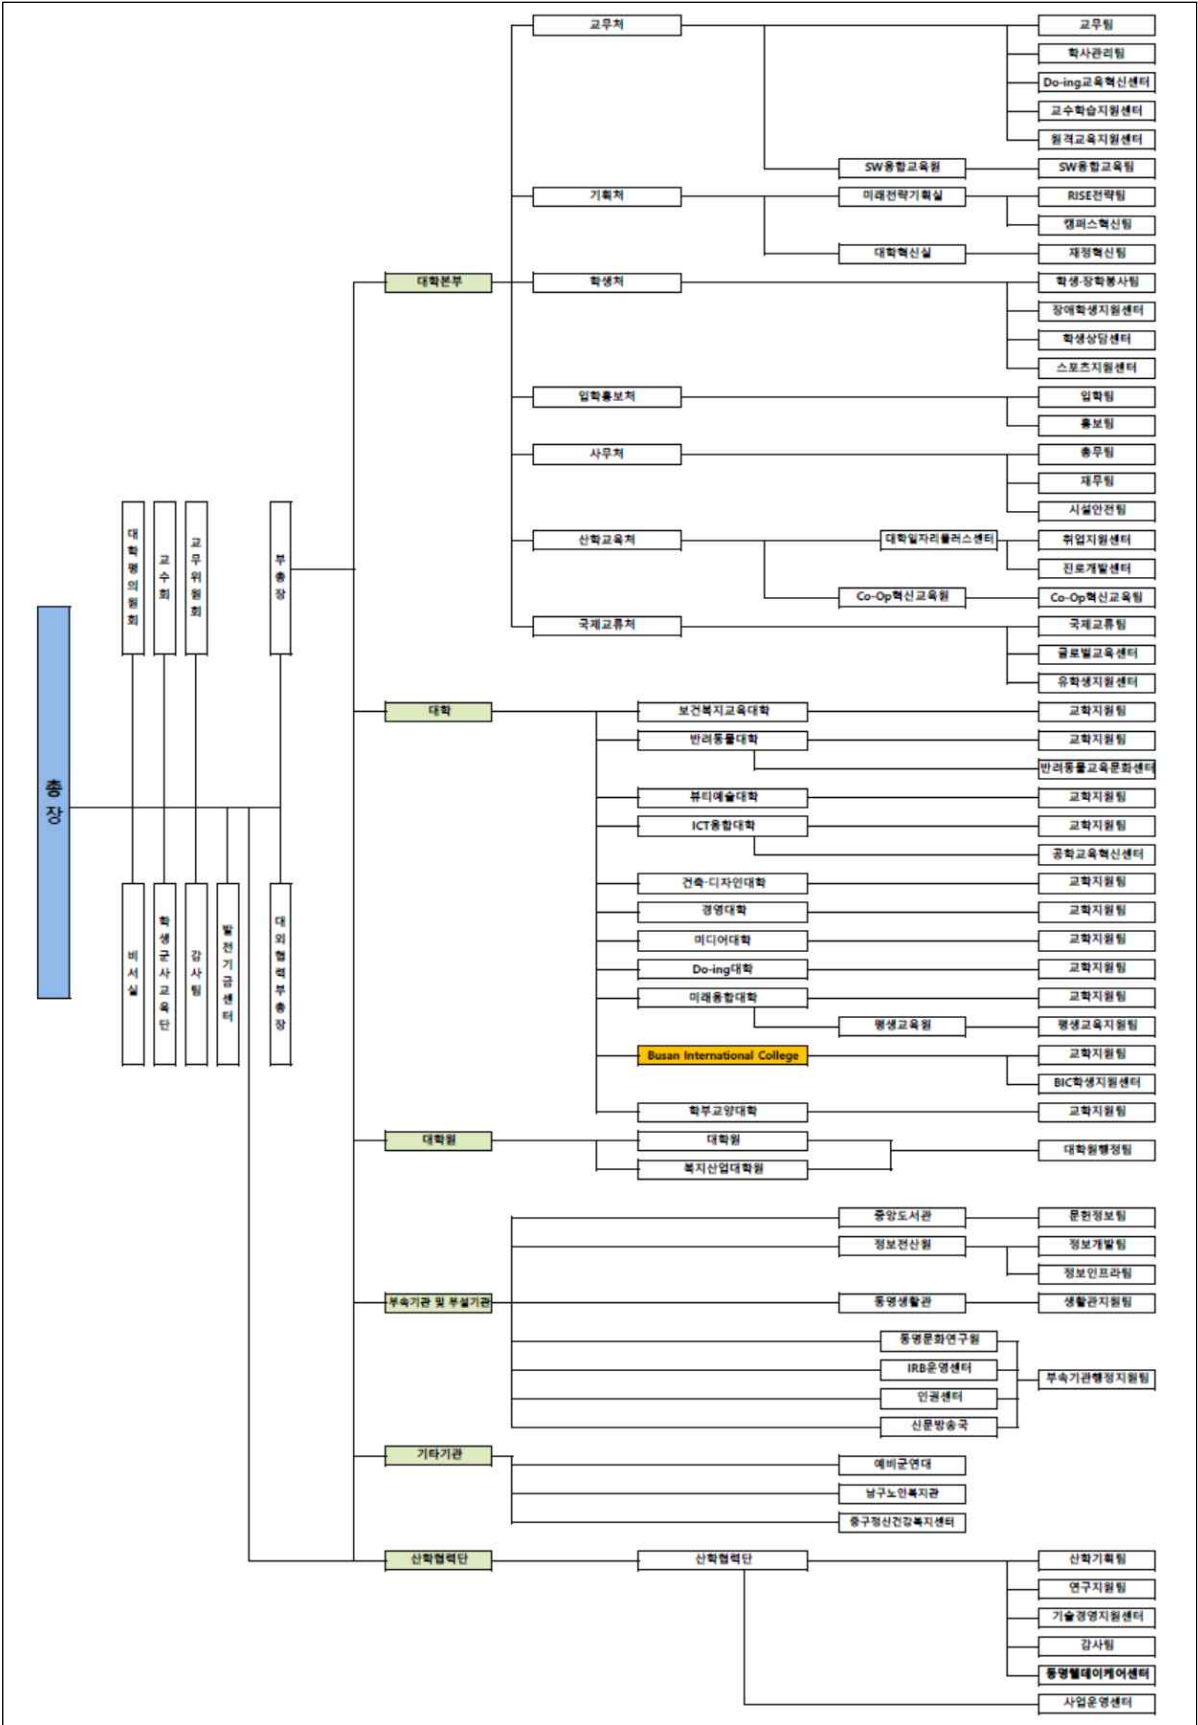 교무처
교무팀
학사관리팀
Do-ing교육혁신센터
교수학습지원센터
원격교육지원센터
SW융합교육원
SW융합교육팀
기획처
미래전략기획실
RISE전략팀
캠퍼스혁신팀
대학혁신실
재정혁신팀
대학본부
학생처
학생·장학봉사팀
장애학생지원센터
학생상담센터
스포츠지원센터
입학홍보처
입학팀
홍보팀
사무처
총무팀
재무팀
시설안전팀
산학교육처
대학일자리플러스센터
취업지원센터
진로개발센터
Co-Op혁신교육원
Co-Op혁신교육팀
국제교류처
국제교류팀
글로벌교육센터
유학생지원센터
대학평의원회
교수회
교무위원회
부총장
총장
비서실
학생군사교육단
감사팀
발전기금센터
대외협력부총장
대학
보건복지교육대학
교학지원팀
반려동물대학
교학지원팀
반려동물교육문화센터
뷰티예술대학
교학지원팀
ICT융합대학
교학지원팀
공학교육혁신센터
건축·디자인대학
교학지원팀
경영대학
교학지원팀
미디어대학
교학지원팀
Do-ing대학
교학지원팀
미래융합대학
교학지원팀
평생교육원
평생교육지원팀
Busan International College
교학지원팀
BIC학생지원센터
학부교양대학
교학지원팀
대학원
대학원
복지산업대학원
대학원행정팀
부속기관 및 부설기관
중앙도서관
문헌정보팀
정보전산원
정보개발팀
정보인프라팀
동명생활관
생활관지원팀
동명문화연구원
IRB운영센터
인권센터
신문방송국
부속기관행정지원팀
기타기관
예비군연대
남구노인복지관
중구정신건강복지센터
산학협력단
산학협력단
산학기획팀
연구지원팀
기술경영지원센터
감사팀
동명웰데이케어센터
사업운영센터